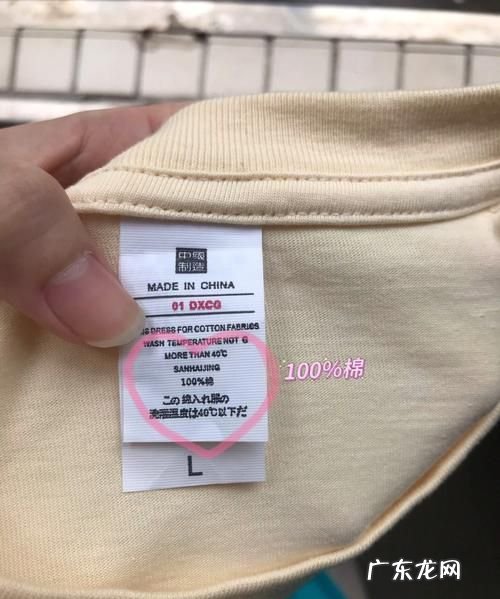 中國
制造
MADE IN CHINA
01 DXCG
IS DRESS FOR COTTON FABRICS
WASH TEMPERATURE NOT G
MORE THAN 40℃
SANHAIJING
100%棉
この 綿入れ服の
洗濯温度は40℃以下だ
L
100%棉
广东龙网